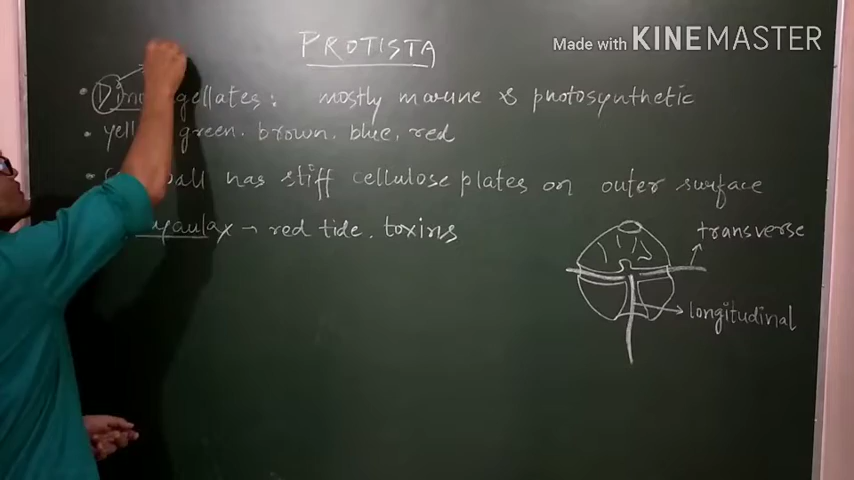 Made with KINEMASTER
PROTISTA
gellates: mostly marine & photosynthetic
green. brown. blue, red
has stiff cellulose plates on outer surface
red tide. toxins
transverse
longitudinal